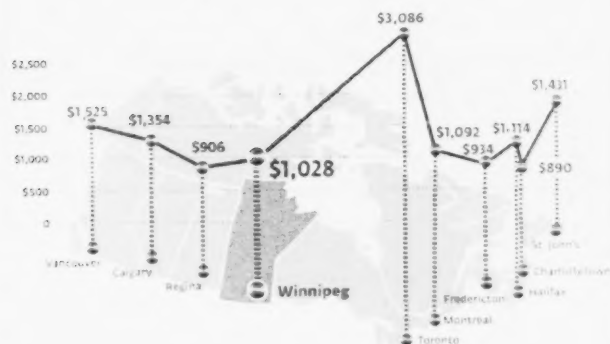 $3,086
$2,500
$2,000
$1,500
$1,000
$500
0
$1,525
$1,354
$906
$1,028
$1,092
$934
$1,114
$890
$1,431
Vancouver
Calgary
Regina
Winnipeg
Toronto
Montreal
Fredericton
Halifax
Charlottetown
St. John's